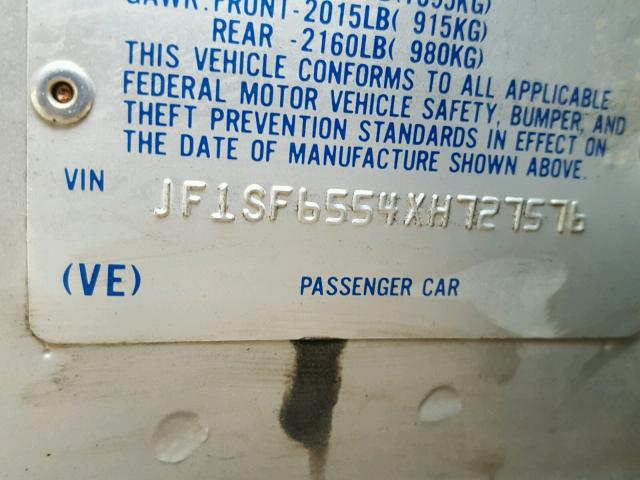 GAWR:FRONT-2015LB( 915KG)
REAR -2160LB( 980KG)
THIS VEHICLE CONFORMS TO ALL APPLICABLE
FEDERAL MOTOR VEHICLE SAFETY, BUMPER, AND
THEFT PREVENTION STANDARDS IN EFFECT ON
THE DATE OF MANUFACTURE SHOWN ABOVE.
VIN JF1SF6554XH727576
(VE) PASSENGER CAR